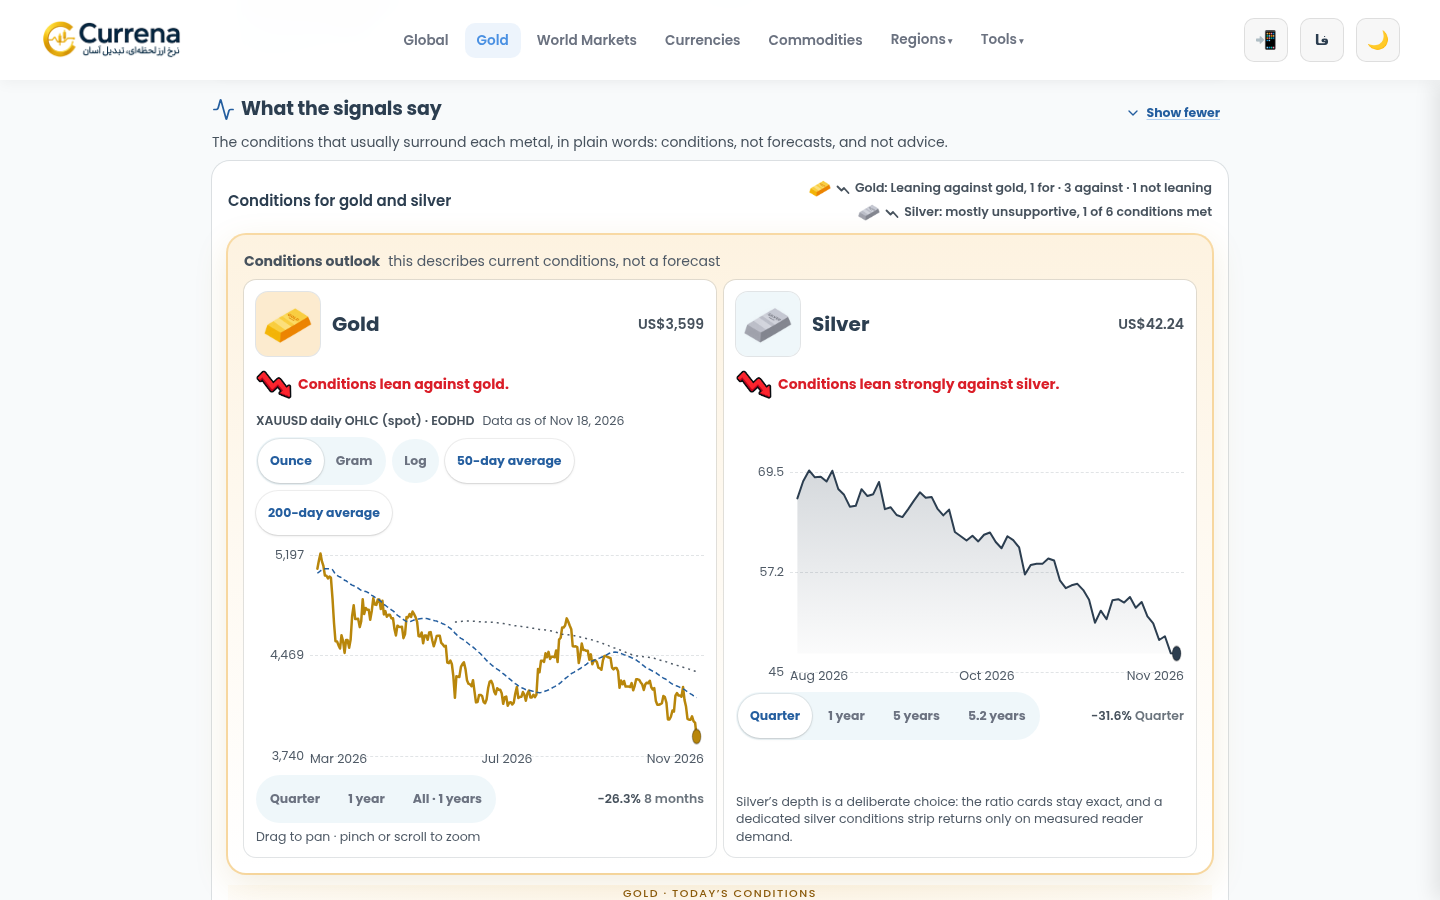 Currena
نرخ ارز لحظه‌ای، تبدیل آسان
Global
Gold
World Markets
Currencies
Commodities
Regions ▾
Tools ▾
فا
What the signals say
Show fewer
The conditions that usually surround each metal, in plain words: conditions, not forecasts, and not advice.
Conditions for gold and silver
Gold: Leaning against gold, 1 for · 3 against · 1 not leaning
Silver: mostly unsupportive, 1 of 6 conditions met
Conditions outlook this describes current conditions, not a forecast
Gold
US$3,599
Conditions lean against gold.
XAUUSD daily OHLC (spot) · EODHD Data as of Nov 18, 2026
Ounce Gram Log 50-day average
200-day average
5,197
4,469
3,740
Mar 2026 Jul 2026 Nov 2026
Quarter 1 year All · 1 years
-26.3% 8 months
Drag to pan · pinch or scroll to zoom
Silver
US$42.24
Conditions lean strongly against silver.
69.5
57.2
45
Aug 2026 Oct 2026 Nov 2026
Quarter 1 year 5 years 5.2 years
-31.6% Quarter
Silver’s depth is a deliberate choice: the ratio cards stay exact, and a
dedicated silver conditions strip returns only on measured reader
demand.
GOLD · TODAY’S CONDITIONS